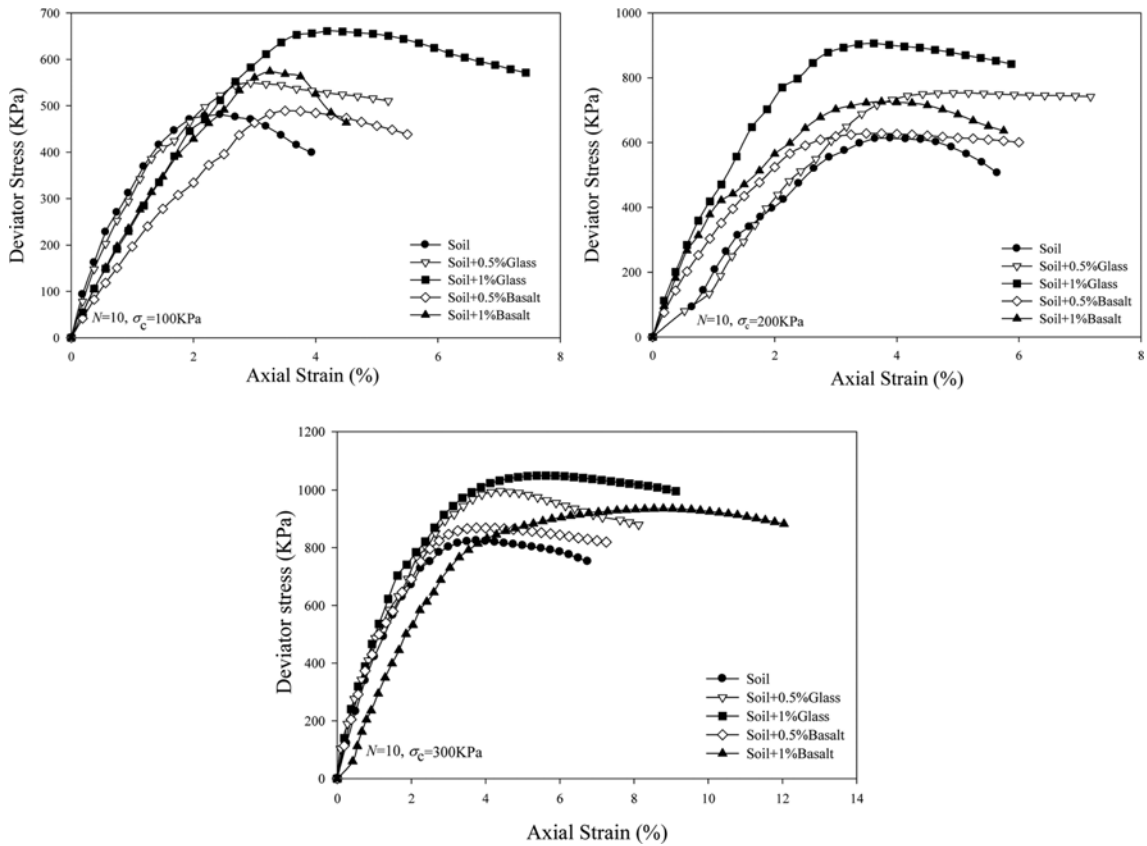 700
600
500
400
300
200
100
0
Deviator Stress (KPa)
Soil
Soil+0.5%Glass
Soil+1%Glass
Soil+0.5%Basalt
Soil+1%Basalt
N=10, σc=100KPa
0 2 4 6 8
Axial Strain (%)
1000
800
600
400
200
0
Deviator Stress (KPa)
Soil
Soil+0.5%Glass
Soil+1%Glass
Soil+0.5%Basalt
Soil+1%Basalt
N=10, σc=200KPa
0 2 4 6 8
Axial Strain (%)
1200
1000
800
600
400
200
0
Deviator stress (KPa)
Soil
Soil+0.5%Glass
Soil+1%Glass
Soil+0.5%Basalt
Soil+1%Basalt
N=10, σc=300KPa
0 2 4 6 8 10 12 14
Axial Strain (%)